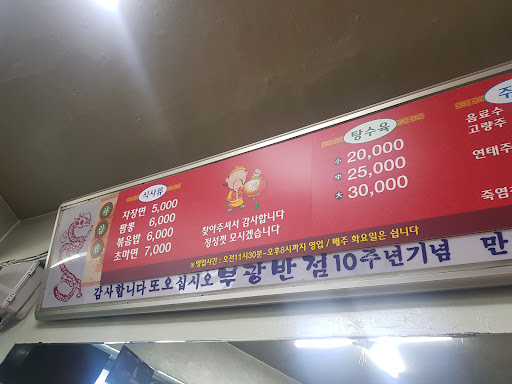 식사류
자장면 5,000
짬뽕 6,000
볶음밥 6,000
초마면 7,000
찾아주셔서 감사합니다
정성껏 모시겠습니다
※영업시간 : 오전11시30분~오후8시까지 영업 / 매주 화요일은 쉽니다
탕수육
小 20,000
中 25,000
大 30,000
주
음료수
고량주
연태주
죽엽
감사합니다 또 오십시오 부광반점 10주년기념 만